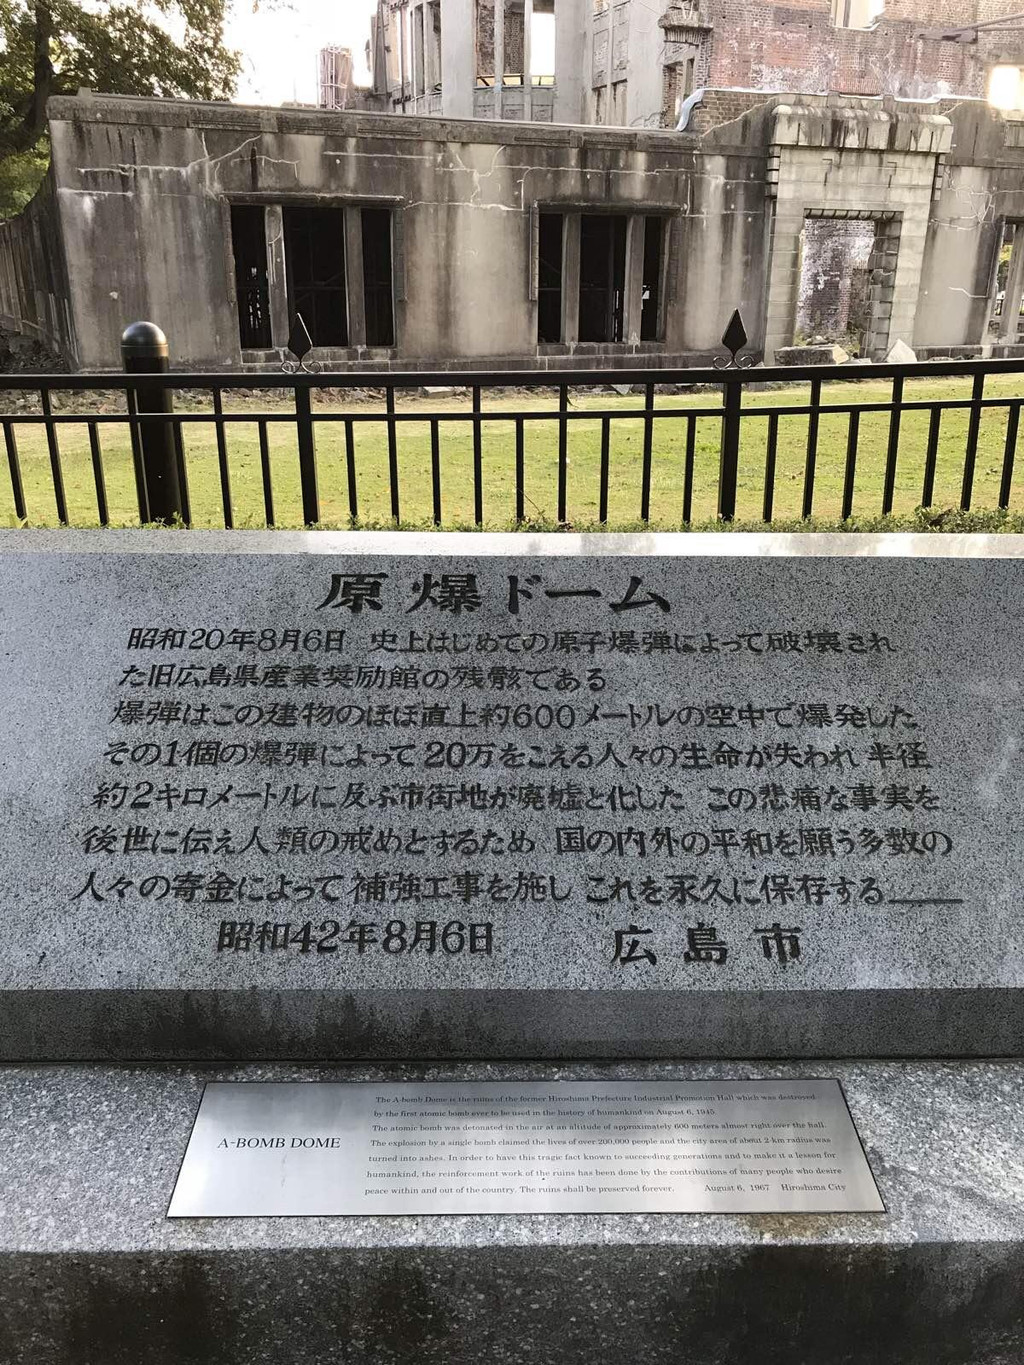 原爆ドーム
昭和20年8月6日 史上はじめての原子爆弾によって破壊され
た旧広島県産業奨励館の残骸である
爆弾はこの建物のほぼ直上約600メートルの空中で爆発した
その1個の爆弾によって20万をこえる人々の生命が失われ 半径
約2キロメートルに及ぶ市街地が廃墟と化した この悲痛な事実を
後世に伝え人類の戒めとするため 国の内外の平和を願う多数の
人々の寄金によって補強工事を施し これを永久に保存する
昭和42年8月6日 広島市
A-BOMB DOME
The A-bomb Dome is the ruins of the former Hiroshima Prefecture Industrial Promotion Hall which was destroyed
by the first atomic bomb ever to be used in the history of humankind on August 6, 1945.
The atomic bomb was detonated in the air at an altitude of approximately 600 meters almost right over the hall.
The explosion by a single bomb claimed the lives of over 200,000 people and the city area of about 2-km radius was
turned into ashes. In order to have this tragic fact known to succeeding generations and to make it a lesson for
humankind, the reinforcement work of the ruins has been done by the contributions of many people who desire
peace within and out of the country. The ruins shall be preserved forever. August 6, 1967 Hiroshima City